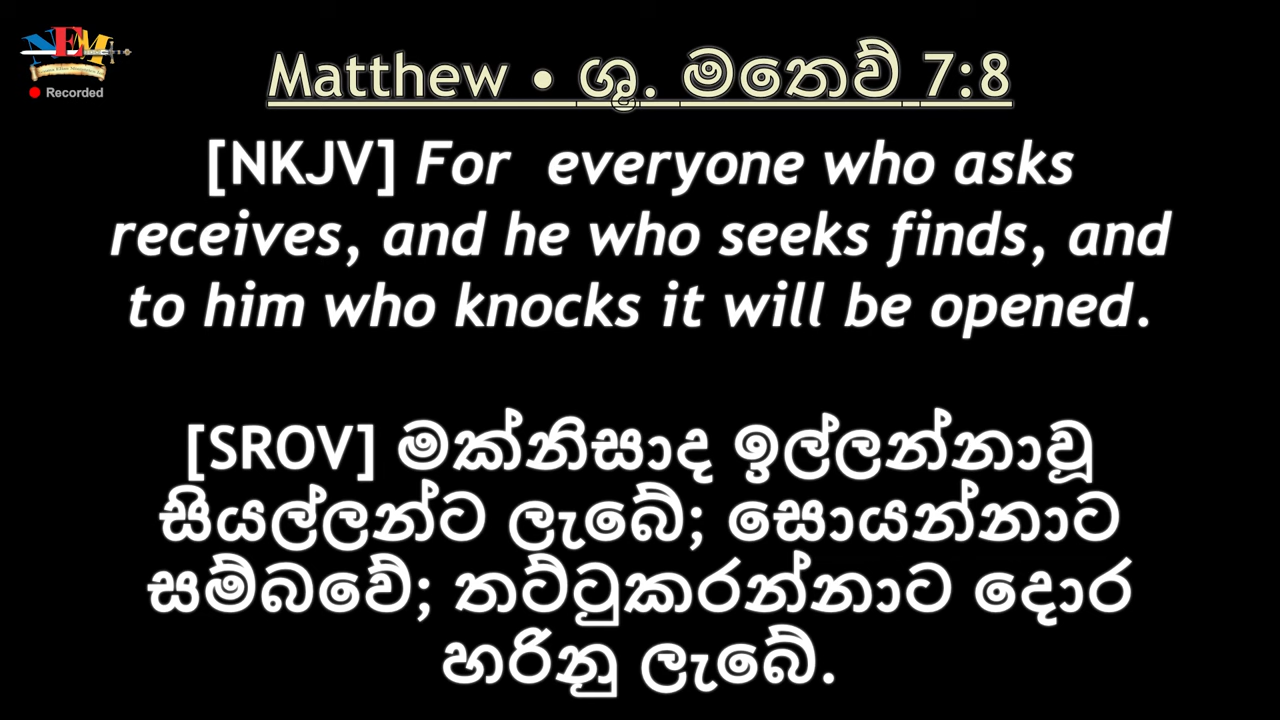 NEMi
Recorded
Matthew • ශු. මතෙව් 7:8
[NKJV] For everyone who asks
receives, and he who seeks finds, and
to him who knocks it will be opened.
[SROV] මක්නිසාද ඉල්ලන්නාවූ
සියල්ලන්ට ලැබේ; සොයන්නාට
සම්බවේ; තට්ටුකරන්නාට දොර
හරිනු ලැබේ.